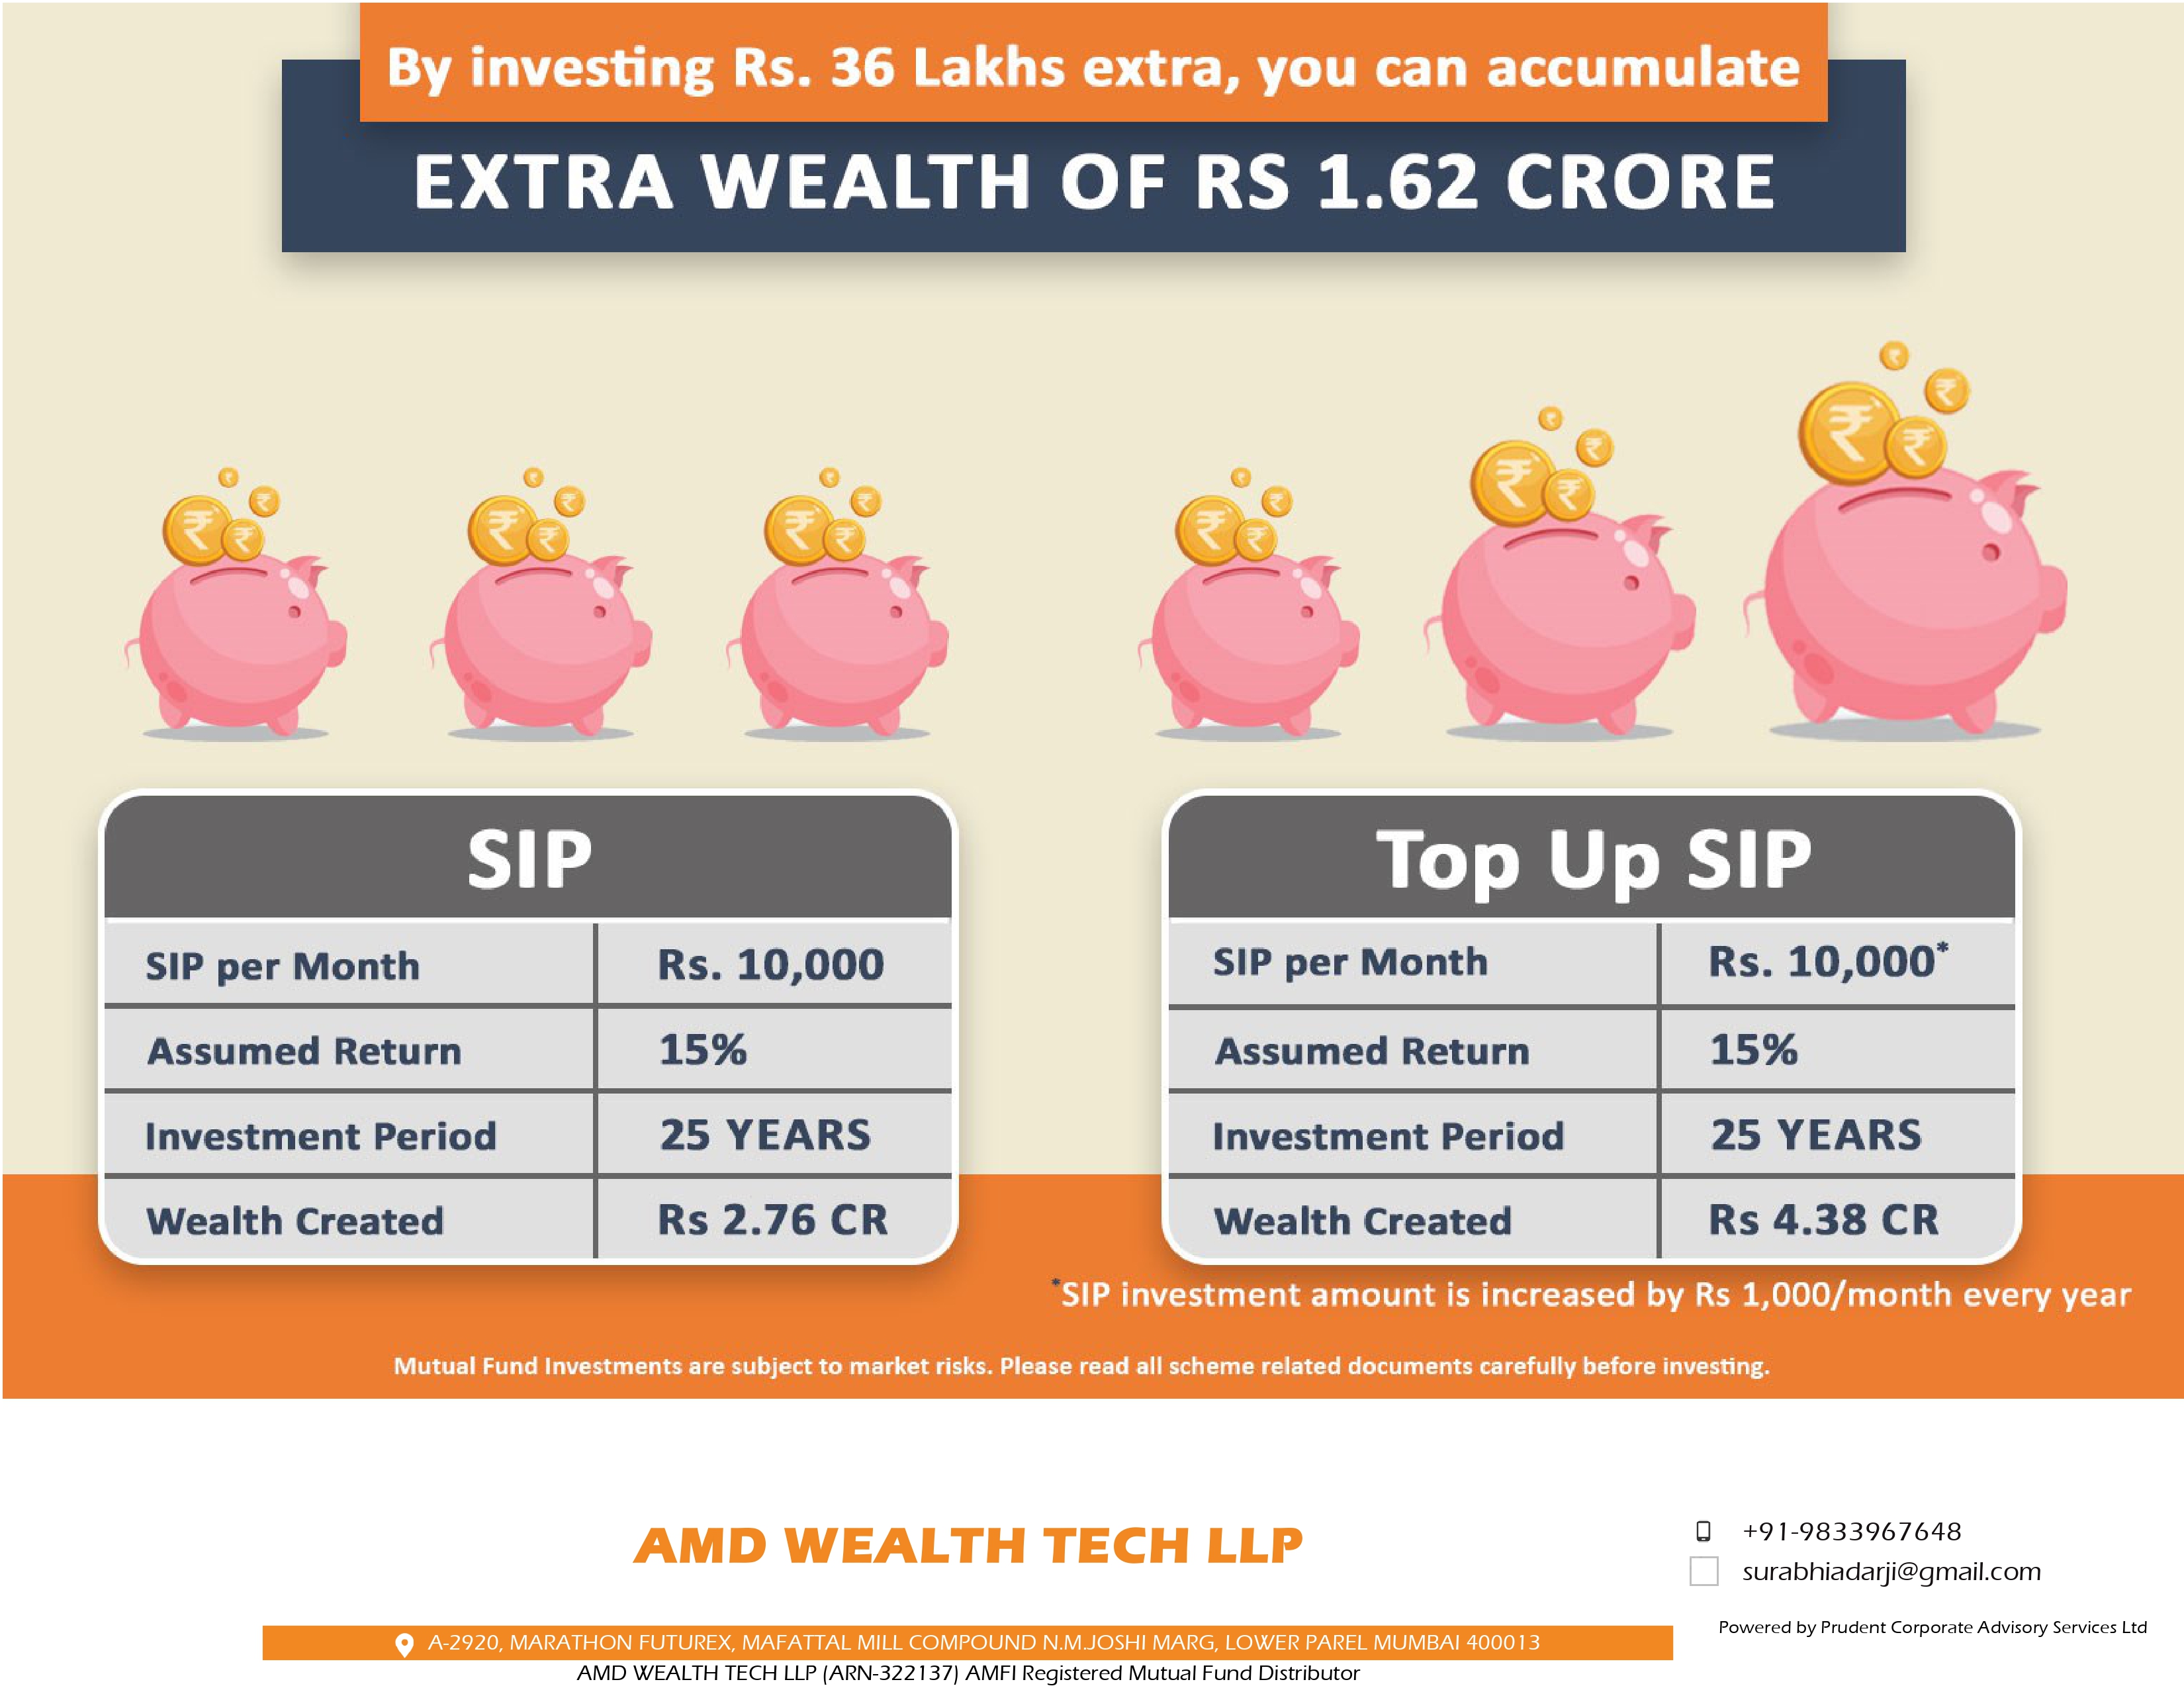 By investing Rs. 36 Lakhs extra, you can accumulate
EXTRA WEALTH OF RS 1.62 CRORE
SIP
SIP per Month Rs. 10,000
Assumed Return 15%
Investment Period 25 YEARS
Wealth Created Rs 2.76 CR
Top Up SIP
SIP per Month Rs. 10,000*
Assumed Return 15%
Investment Period 25 YEARS
Wealth Created Rs 4.38 CR
*SIP investment amount is increased by Rs 1,000/month every year
Mutual Fund Investments are subject to market risks. Please read all scheme related documents carefully before investing.
AMD WEALTH TECH LLP
+91-9833967648
surabhiadarji@gmail.com
Powered by Prudent Corporate Advisory Services Ltd
A-2920, MARATHON FUTUREX, MAFATTAL MILL COMPOUND N.M.JOSHI MARG, LOWER PAREL MUMBAI 400013
AMD WEALTH TECH LLP (ARN-322137) AMFI Registered Mutual Fund Distributor